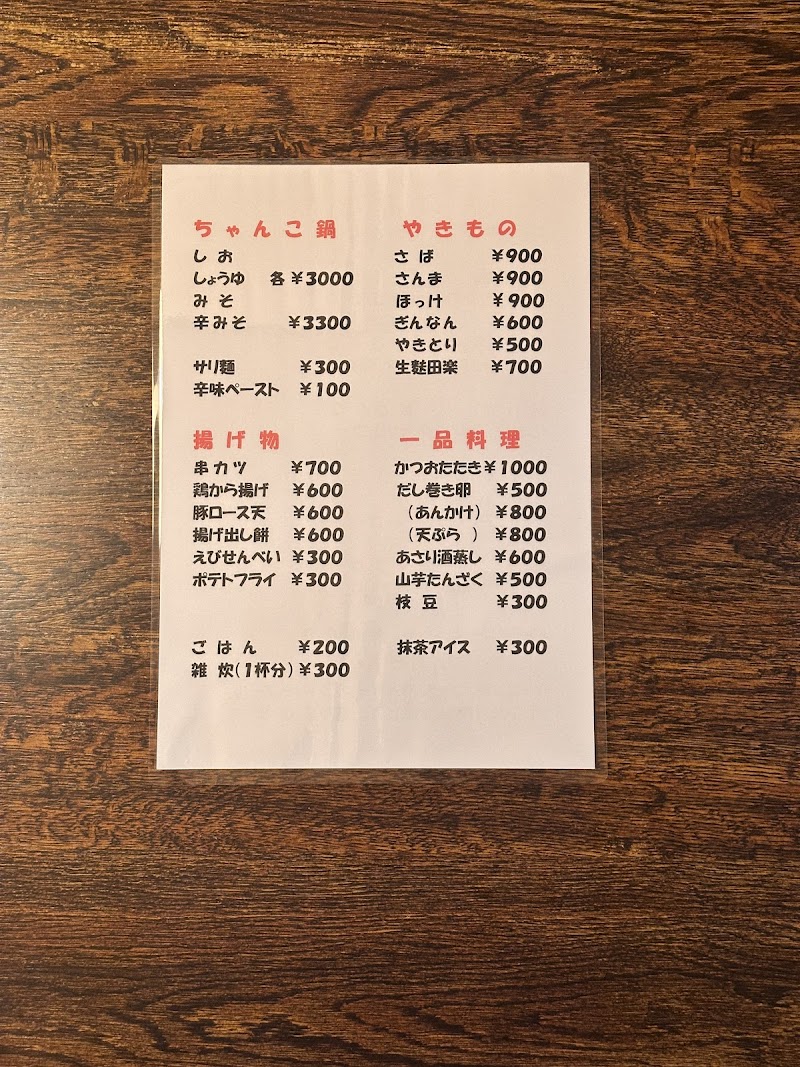 ちゃんこ鍋
しお
しょうゆ 各¥3000
みそ
辛みそ ¥3300
サリ麺 ¥300
辛味ペースト ¥100
揚げ物
串カツ ¥700
鶏から揚げ ¥600
豚ロース天 ¥600
揚げ出し餅 ¥600
えびせんべい ¥300
ポテトフライ ¥300
ごはん ¥200
雑炊(1杯分) ¥300
やきもの
さば ¥900
さんま ¥900
ほっけ ¥900
ぎんなん ¥600
やきとり ¥500
生麩田楽 ¥700
一品料理
かつおたたき ¥1000
だし巻き卵 ¥500
(あんかけ) ¥800
(天ぷら ) ¥800
あさり酒蒸し ¥600
山芋たんざく ¥500
枝豆 ¥300
抹茶アイス ¥300